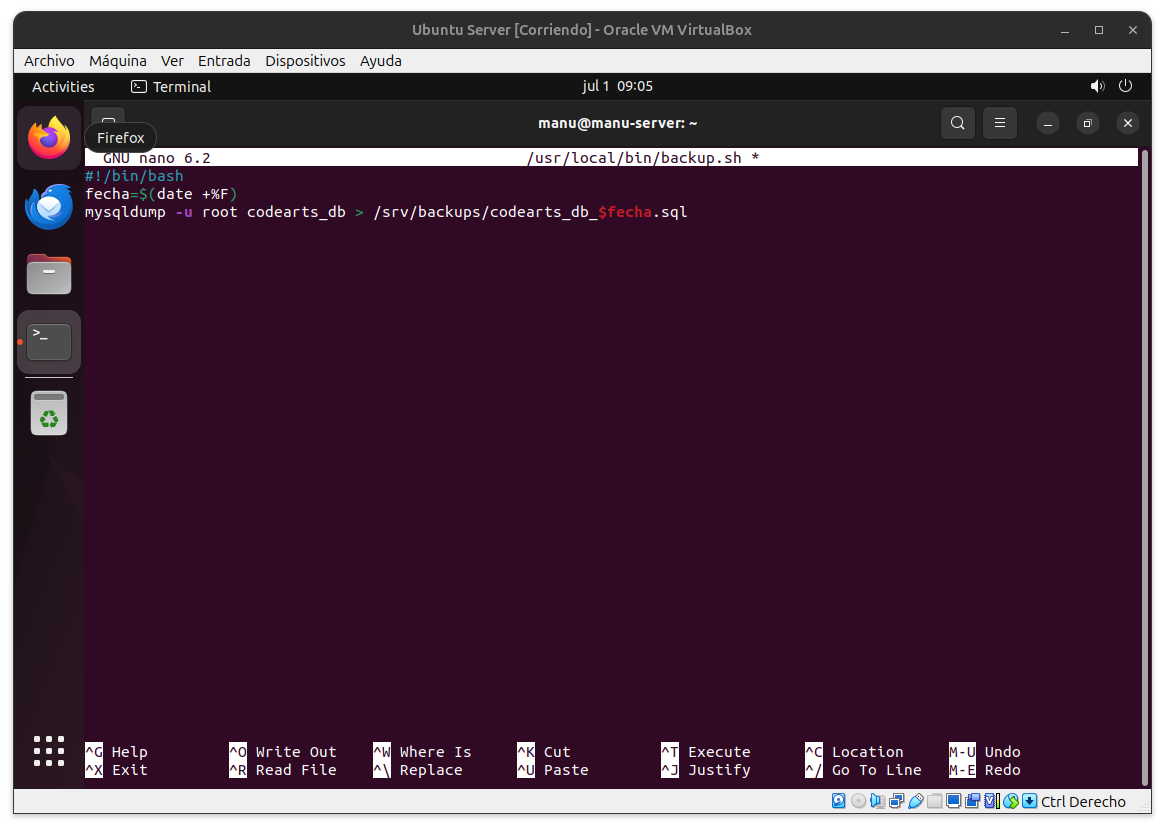 Ubuntu Server [Corriendo] - Oracle VM VirtualBox
Archivo Máquina Ver Entrada Dispositivos Ayuda
Activities Terminal jul 1 09:05
manu@manu-server: ~
Firefox
GNU nano 6.2 /usr/local/bin/backup.sh *
#!/bin/bash
fecha=$(date +%F)
mysqldump -u root codearts_db > /srv/backups/codearts_db_$fecha.sql
^G Help ^O Write Out ^W Where Is ^K Cut ^T Execute ^C Location M-U Undo
^X Exit ^R Read File ^\ Replace ^U Paste ^J Justify ^/ Go To Line M-E Redo
Ctrl Derecho